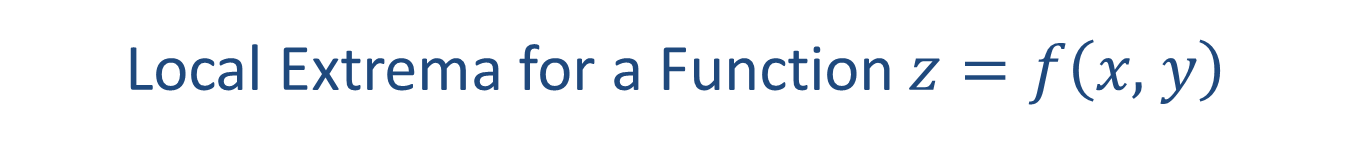 Local Extrema for a Function z = f(x, y)